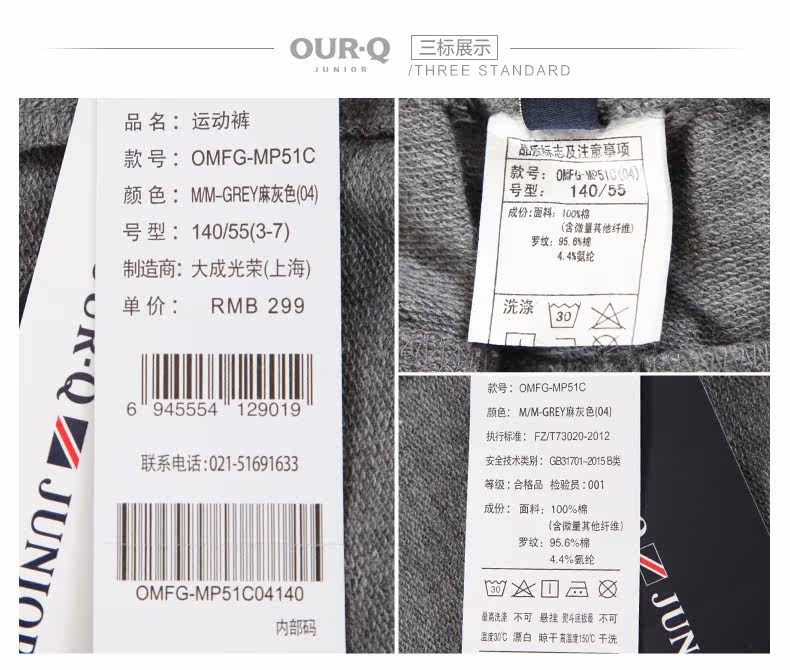 OUR·Q
JUNIOR
三标展示
/THREE STANDARD
品名：运动裤
款号：OMFG-MP51C
颜色：M/M-GREY麻灰色(04)
号型：140/55(3-7)
制造商：大成光荣(上海)
单价：RMB 299
6 945554 129019
联系电话:021-51691633
OMFG-MP51C04140
内部码
OUR·Q JUNIOR
品质标志及注意事项
款号：OMFG-MP51C(04)
号型：140/55
成份：面料：100%棉
(含微量其他纤维)
罗纹：95.6%棉
4.4%氨纶
洗涤
30
款号：OMFG-MP51C
颜色：M/M-GREY麻灰色(04)
执行标准：FZ/T73020-2012
安全技术类别：GB31701-2015 B类
等级：合格品 检验员：001
成份：面料：100%棉
(含微量其他纤维)
罗纹：95.6%棉
4.4%氨纶
30
最高洗涤 不可 悬挂 熨斗底板最 不可
温度30℃ 漂白 晾干 高温度150℃ 干洗
JUN